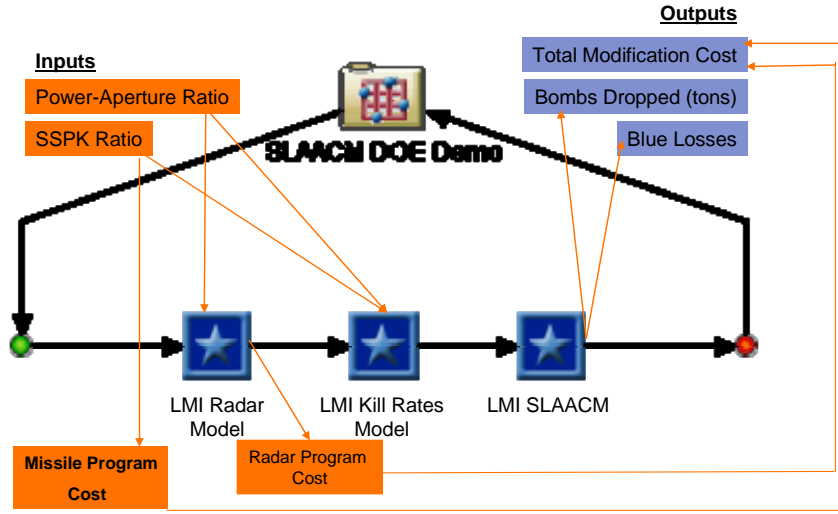 Outputs
Inputs
Total Modification Cost
Power-Aperture Ratio
Bombs Dropped (tons)
SSPK Ratio
Blue Losses
SLAACM DOE Demo
LMI Radar
Model
LMI Kill Rates
Model
LMI SLAACM
Missile Program
Cost
Radar Program
Cost